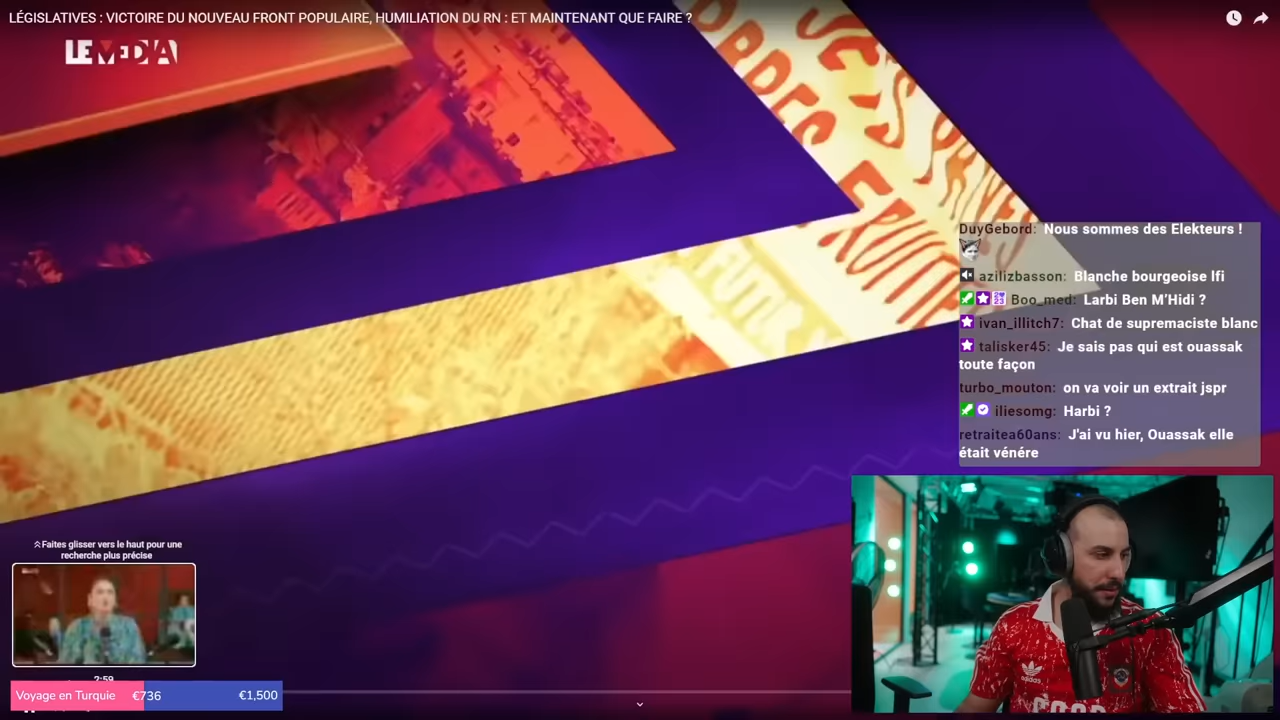 LÉGISLATIVES : VICTOIRE DU NOUVEAU FRONT POPULAIRE, HUMILIATION DU RN : ET MAINTENANT QUE FAIRE ?
LE MEDIA
DuyGebord: Nous sommes des Elekteurs !
azilizbasson: Blanche bourgeoise lfi
Boo_med: Larbi Ben M'Hidi ?
ivan_illitch7: Chat de supremaciste blanc
talisker45: Je sais pas qui est ouassak
toute façon
turbo_mouton: on va voir un extrait jspr
iliesomg: Harbi ?
retraitea60ans: J'ai vu hier, Ouassak elle
était vénére
Faites glisser vers le haut pour une
recherche plus précise
2:59
Voyage en Turquie €736 €1,500
adidas